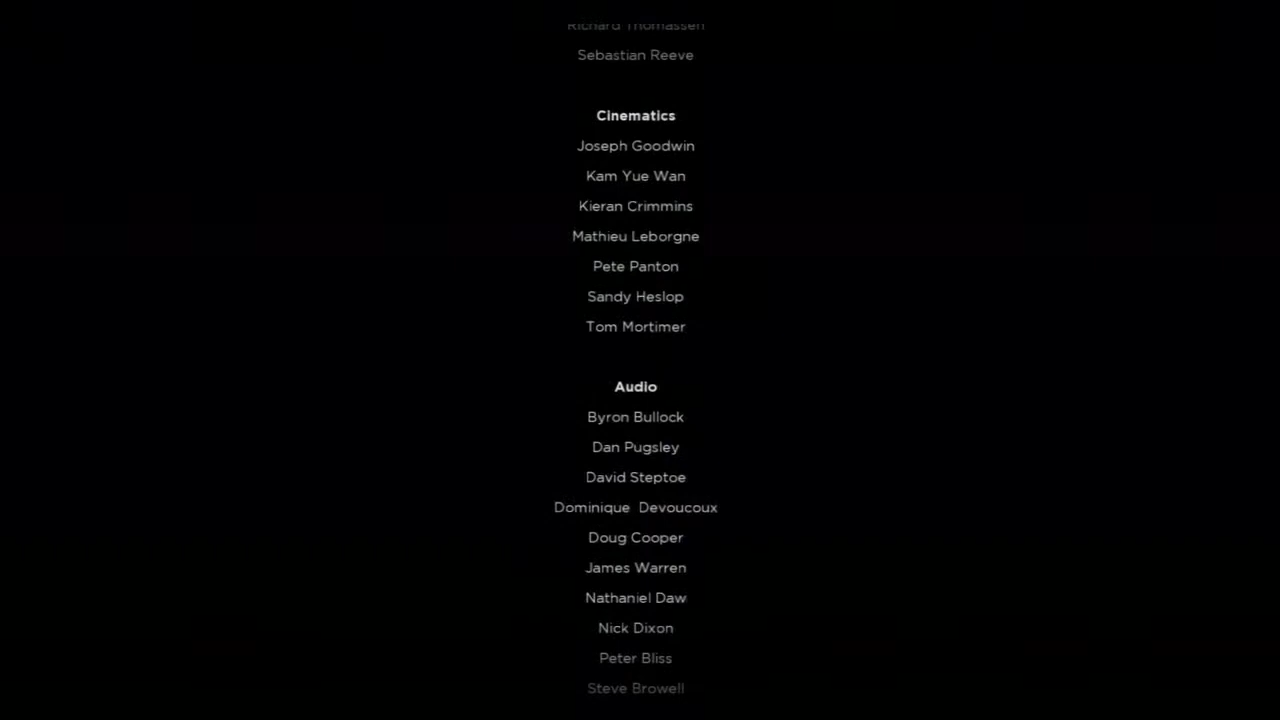 Richard Thomassen
Sebastian Reeve
Cinematics
Joseph Goodwin
Kam Yue Wan
Kieran Crimmins
Mathieu Leborgne
Pete Panton
Sandy Heslop
Tom Mortimer
Audio
Byron Bullock
Dan Pugsley
David Steptoe
Dominique  Devoucoux
Doug Cooper
James Warren
Nathaniel Daw
Nick Dixon
Peter Bliss
Steve Browell